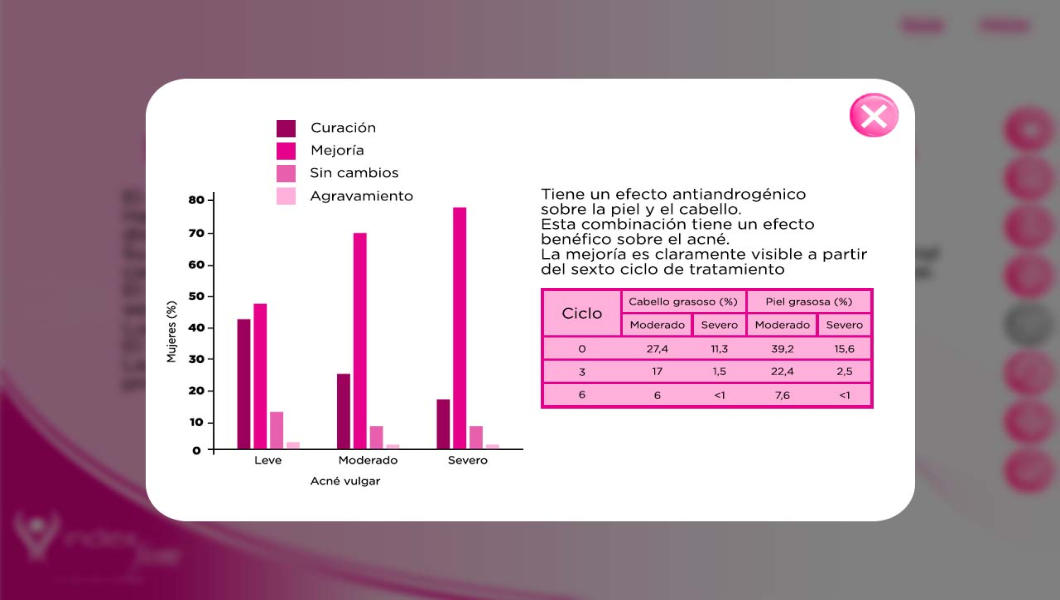 Curación
Mejoría
Sin cambios
Agravamiento
80
70
60
50
40
30
20
10
0
Mujeres (%)
Leve Moderado Severo
Acné vulgar
Tiene un efecto antiandrogénico
sobre la piel y el cabello.
Esta combinación tiene un efecto
benéfico sobre el acné.
La mejoría es claramente visible a partir
del sexto ciclo de tratamiento
Ciclo Cabello grasoso (%) Piel grasosa (%)
Moderado Severo Moderado Severo
0 27,4 11,3 39,2 15,6
3 17 1,5 22,4 2,5
6 6 <1 7,6 <1